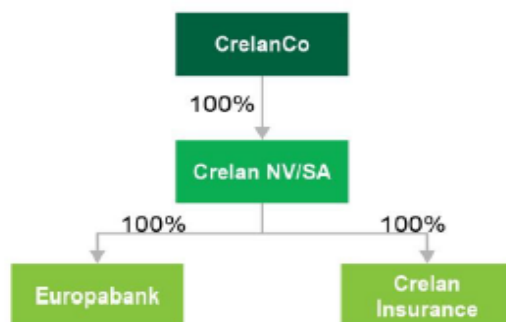 CrelanCo
100%
Crelan NV/SA
100%
100%
Europabank
Crelan
Insurance